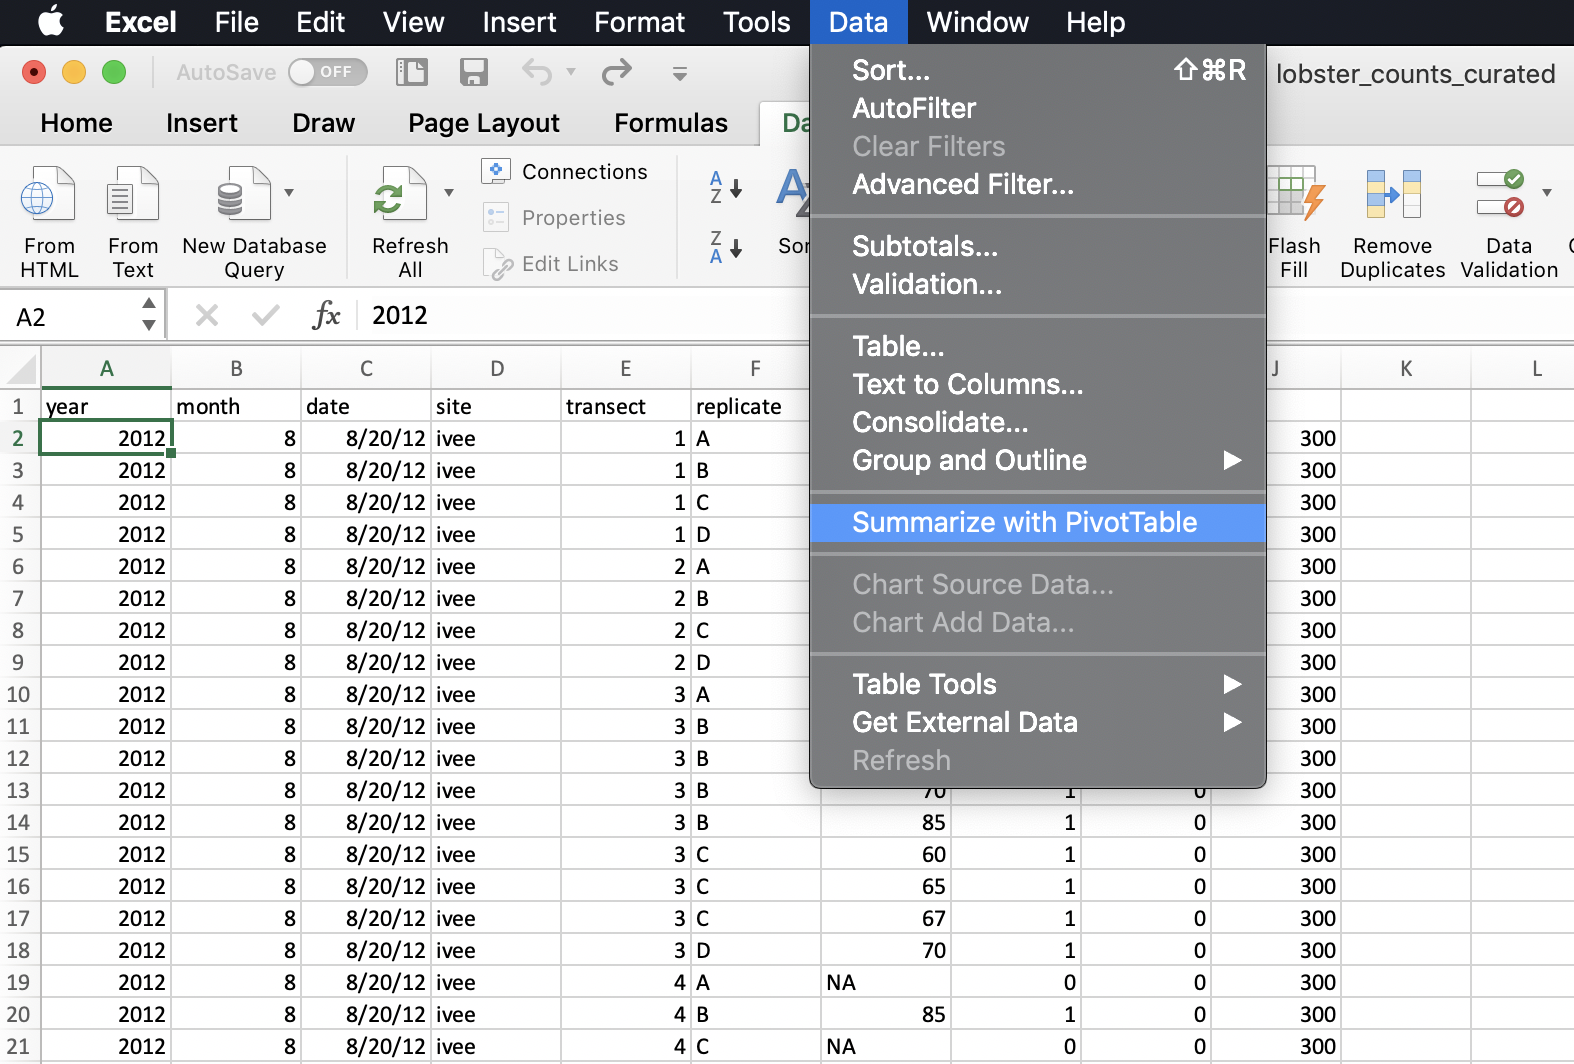 Excel File Edit View Insert Format Tools Data Window Help
AutoSave OFF lobster_counts_curated
Home Insert Draw Page Layout Formulas
From HTML
From Text
New Database Query
Refresh All
Connections
Properties
Edit Links
A Z
Z A
Flash Fill
Remove Duplicates
Data Validation
Sort... ⇧⌘R
AutoFilter
Clear Filters
Advanced Filter...
Subtotals...
Validation...
Table...
Text to Columns...
Consolidate...
Group and Outline
Summarize with PivotTable
Chart Source Data...
Chart Add Data...
Table Tools
Get External Data
Refresh
A2 fx 2012
A B C D E F J K L
1 year month date site transect replicate
2 2012 8 8/20/12 ivee 1 A 300
3 2012 8 8/20/12 ivee 1 B 300
4 2012 8 8/20/12 ivee 1 C 300
5 2012 8 8/20/12 ivee 1 D 300
6 2012 8 8/20/12 ivee 2 A 300
7 2012 8 8/20/12 ivee 2 B 300
8 2012 8 8/20/12 ivee 2 C 300
9 2012 8 8/20/12 ivee 2 D 300
10 2012 8 8/20/12 ivee 3 A 300
11 2012 8 8/20/12 ivee 3 B 300
12 2012 8 8/20/12 ivee 3 B 300
13 2012 8 8/20/12 ivee 3 B 70 1 0 300
14 2012 8 8/20/12 ivee 3 B 85 1 0 300
15 2012 8 8/20/12 ivee 3 C 60 1 0 300
16 2012 8 8/20/12 ivee 3 C 65 1 0 300
17 2012 8 8/20/12 ivee 3 C 67 1 0 300
18 2012 8 8/20/12 ivee 3 D 70 1 0 300
19 2012 8 8/20/12 ivee 4 A NA 0 0 300
20 2012 8 8/20/12 ivee 4 B 85 1 0 300
21 2012 8 8/20/12 ivee 4 C NA 0 0 300